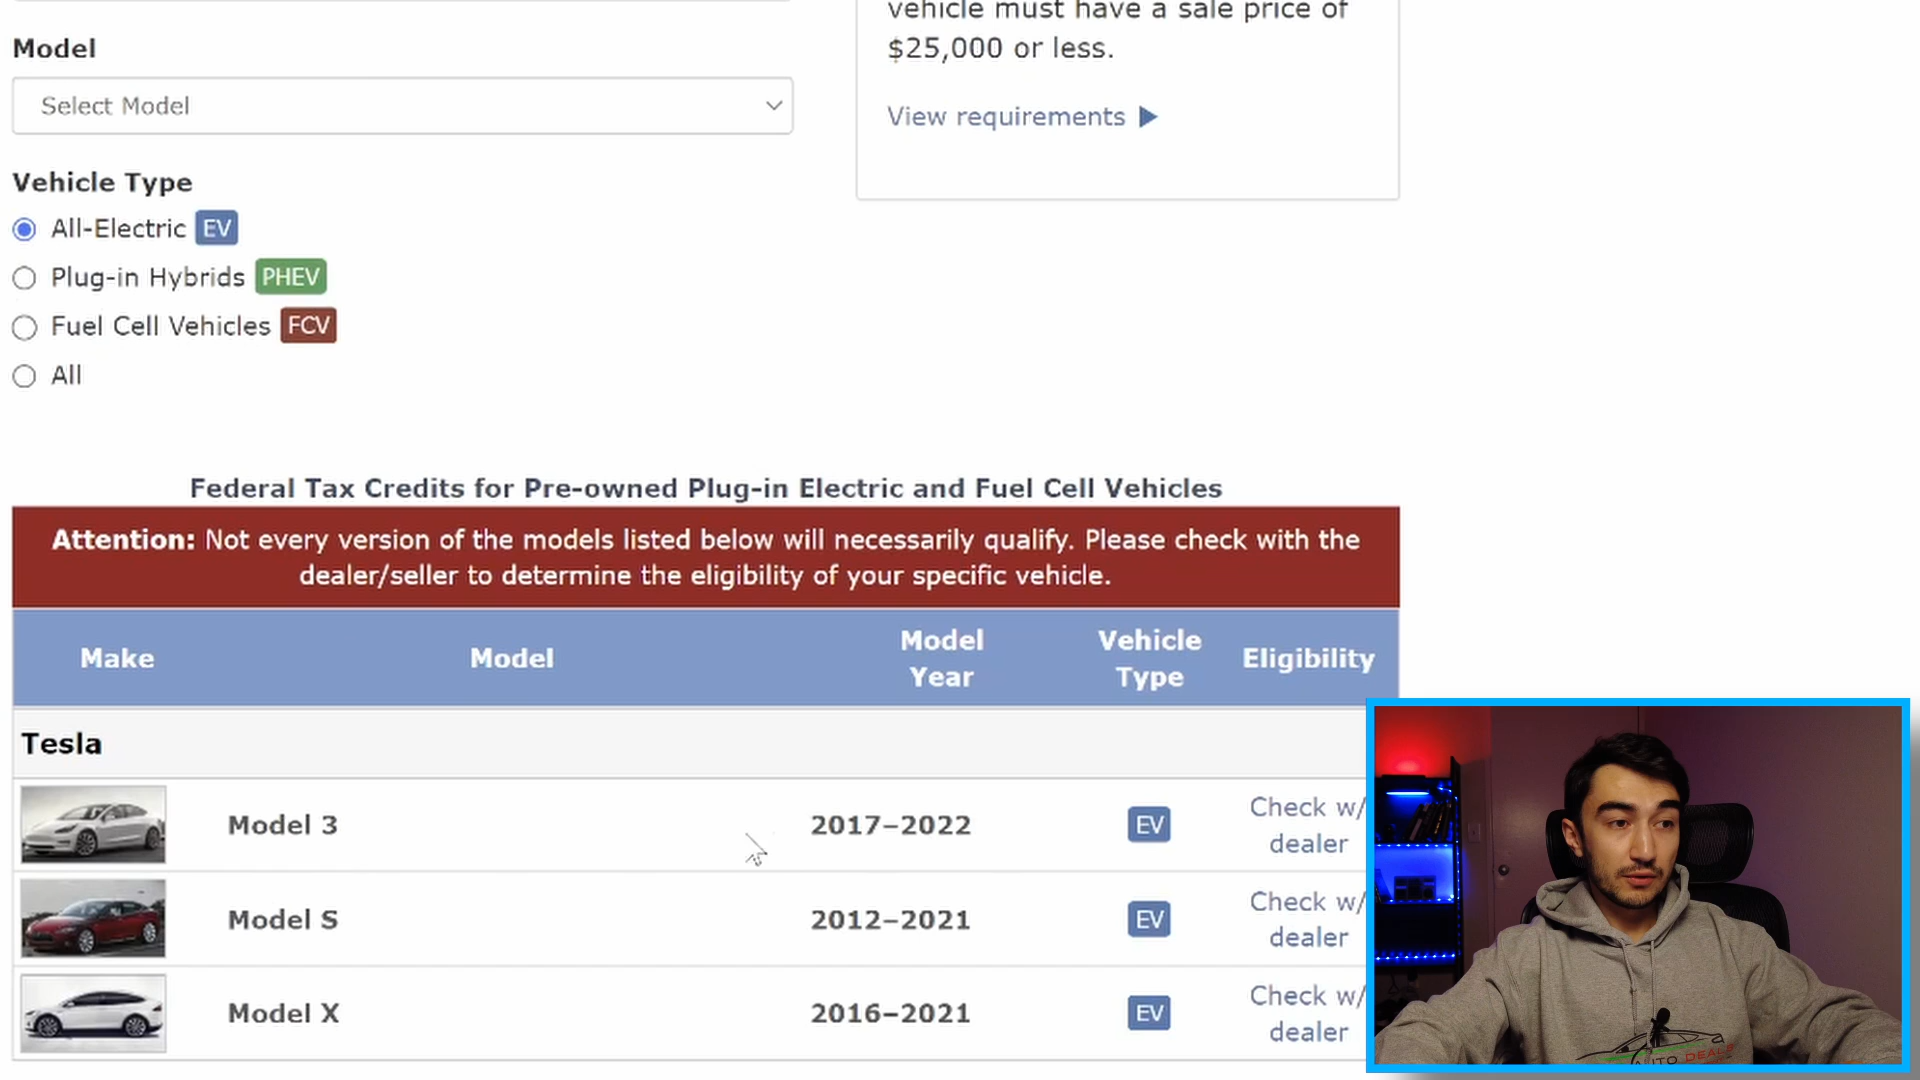 vehicle must have a sale price of
$25,000 or less.
View requirements
Model
Select Model
Vehicle Type
All-Electric EV
Plug-in Hybrids PHEV
Fuel Cell Vehicles FCV
All
Federal Tax Credits for Pre-owned Plug-in Electric and Fuel Cell Vehicles
Attention: Not every version of the models listed below will necessarily qualify. Please check with the
dealer/seller to determine the eligibility of your specific vehicle.
Make Model Model Year Vehicle Type Eligibility
Tesla
Model 3 2017–2022 EV Check w/ dealer
Model S 2012–2021 EV Check w/ dealer
Model X 2016–2021 EV Check w/ dealer
AUTO DEALS